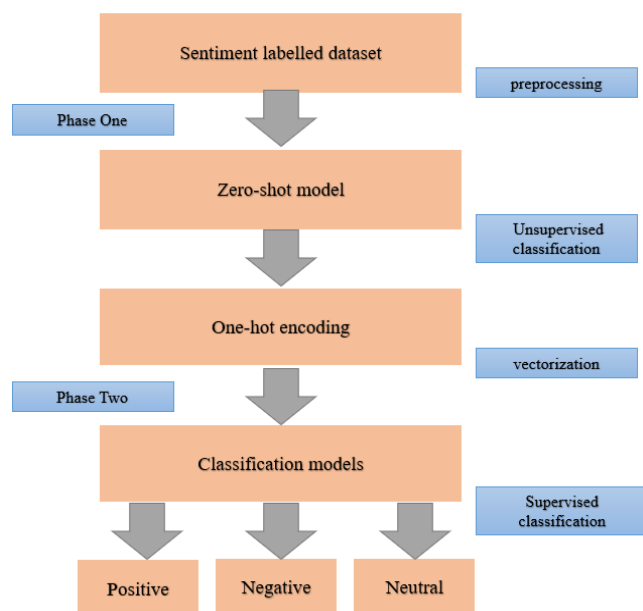 Sentiment labelled dataset
preprocessing
Phase One
Zero-shot model
Unsupervised
classification
One-hot encoding
vectorization
Phase Two
Classification models
Supervised
classification
Positive
Negative
Neutral